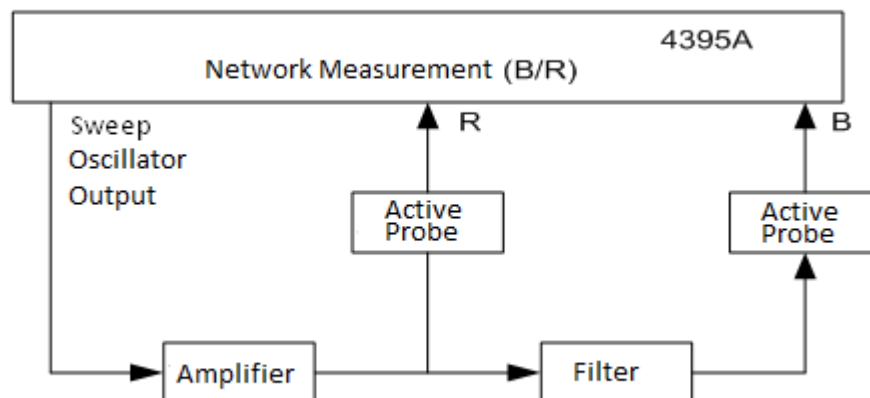 4395A
Network Measurement (B/R)
Sweep
Oscillator
Output
R
B
Active
Probe
Active
Probe
Amplifier
Filter